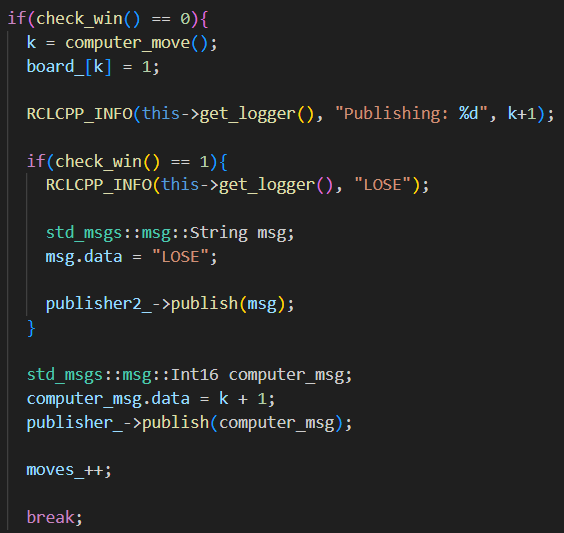 if(check_win() == 0){
k = computer_move();
board_[k] = 1;
RCLCPP_INFO(this->get_logger(), "Publishing: %d", k+1);
if(check_win() == 1){
RCLCPP_INFO(this->get_logger(), "LOSE");
std_msgs::msg::String msg;
msg.data = "LOSE";
publisher2_->publish(msg);
}
std_msgs::msg::Int16 computer_msg;
computer_msg.data = k + 1;
publisher_->publish(computer_msg);
moves_++;
break;